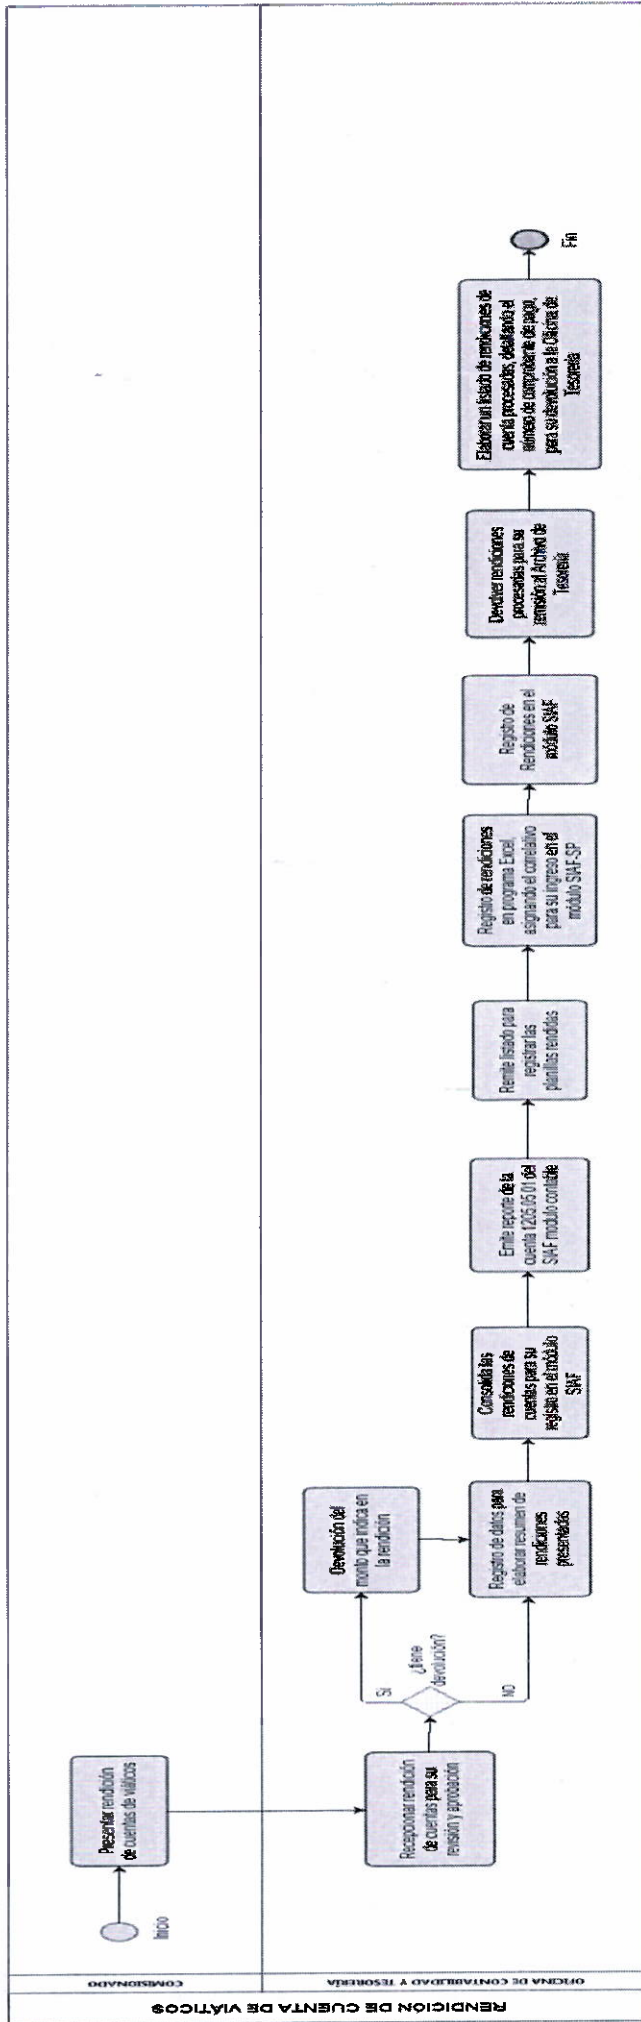 RENDICIÓN DE CUENTA DE VIÁTICOS
COMISIONADO
OFICINA DE CONTABILIDAD Y TESORERÍA
Inicio
Presentar rendición
de cuentas de viáticos
Recepcionar rendición
de cuentas para su
revisión y aprobación
¿tiene
devolución?
Si
NO
Devolución del
monto que indica en
la rendición
Registro de datos para
elaborar resumen de
rendiciones
presentadas
Consolida las
rendiciones de
cuentas para su
registro en el módulo
SIAF
Emite reporte de la
cuenta 1205.05.01 del
SIAF modulo contable
Remite listado para
registrar las
planillas rendidas
Registro de rendiciones
en programa Excel,
asignando el correlativo
para su ingreso en el
módulo SIAF-SP
Registro de
Rendiciones en el
módulo SIAF
Devolver rendiciones
procesadas para su
remisión al Archivo de
Tesorería
Elaborar un listado de rendiciones de
cuenta procesadas, detallando el
número de comprobante de pago,
para su devolución a la Oficina de
Tesorería
Fin